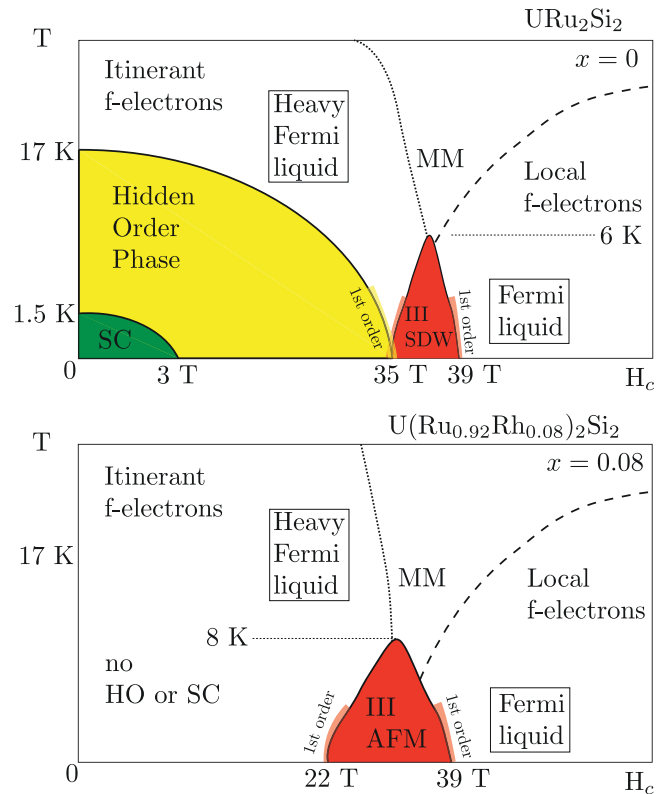 URu₂Si₂
T
x = 0
Itinerant
f-electrons
Heavy
Fermi
liquid
MM
17 K
Local
f-electrons
Hidden
Order
Phase
6 K
1.5 K
SC
1st order
III
SDW
1st order
Fermi
liquid
0
3 T
35 T
39 T
H_c
U(Ru₀.₉₂Rh₀.₀₈)₂Si₂
T
x = 0.08
Itinerant
f-electrons
Heavy
Fermi
liquid
17 K
MM
Local
f-electrons
8 K
no
HO or SC
1st order
III
AFM
1st order
Fermi
liquid
0
22 T
39 T
H_c